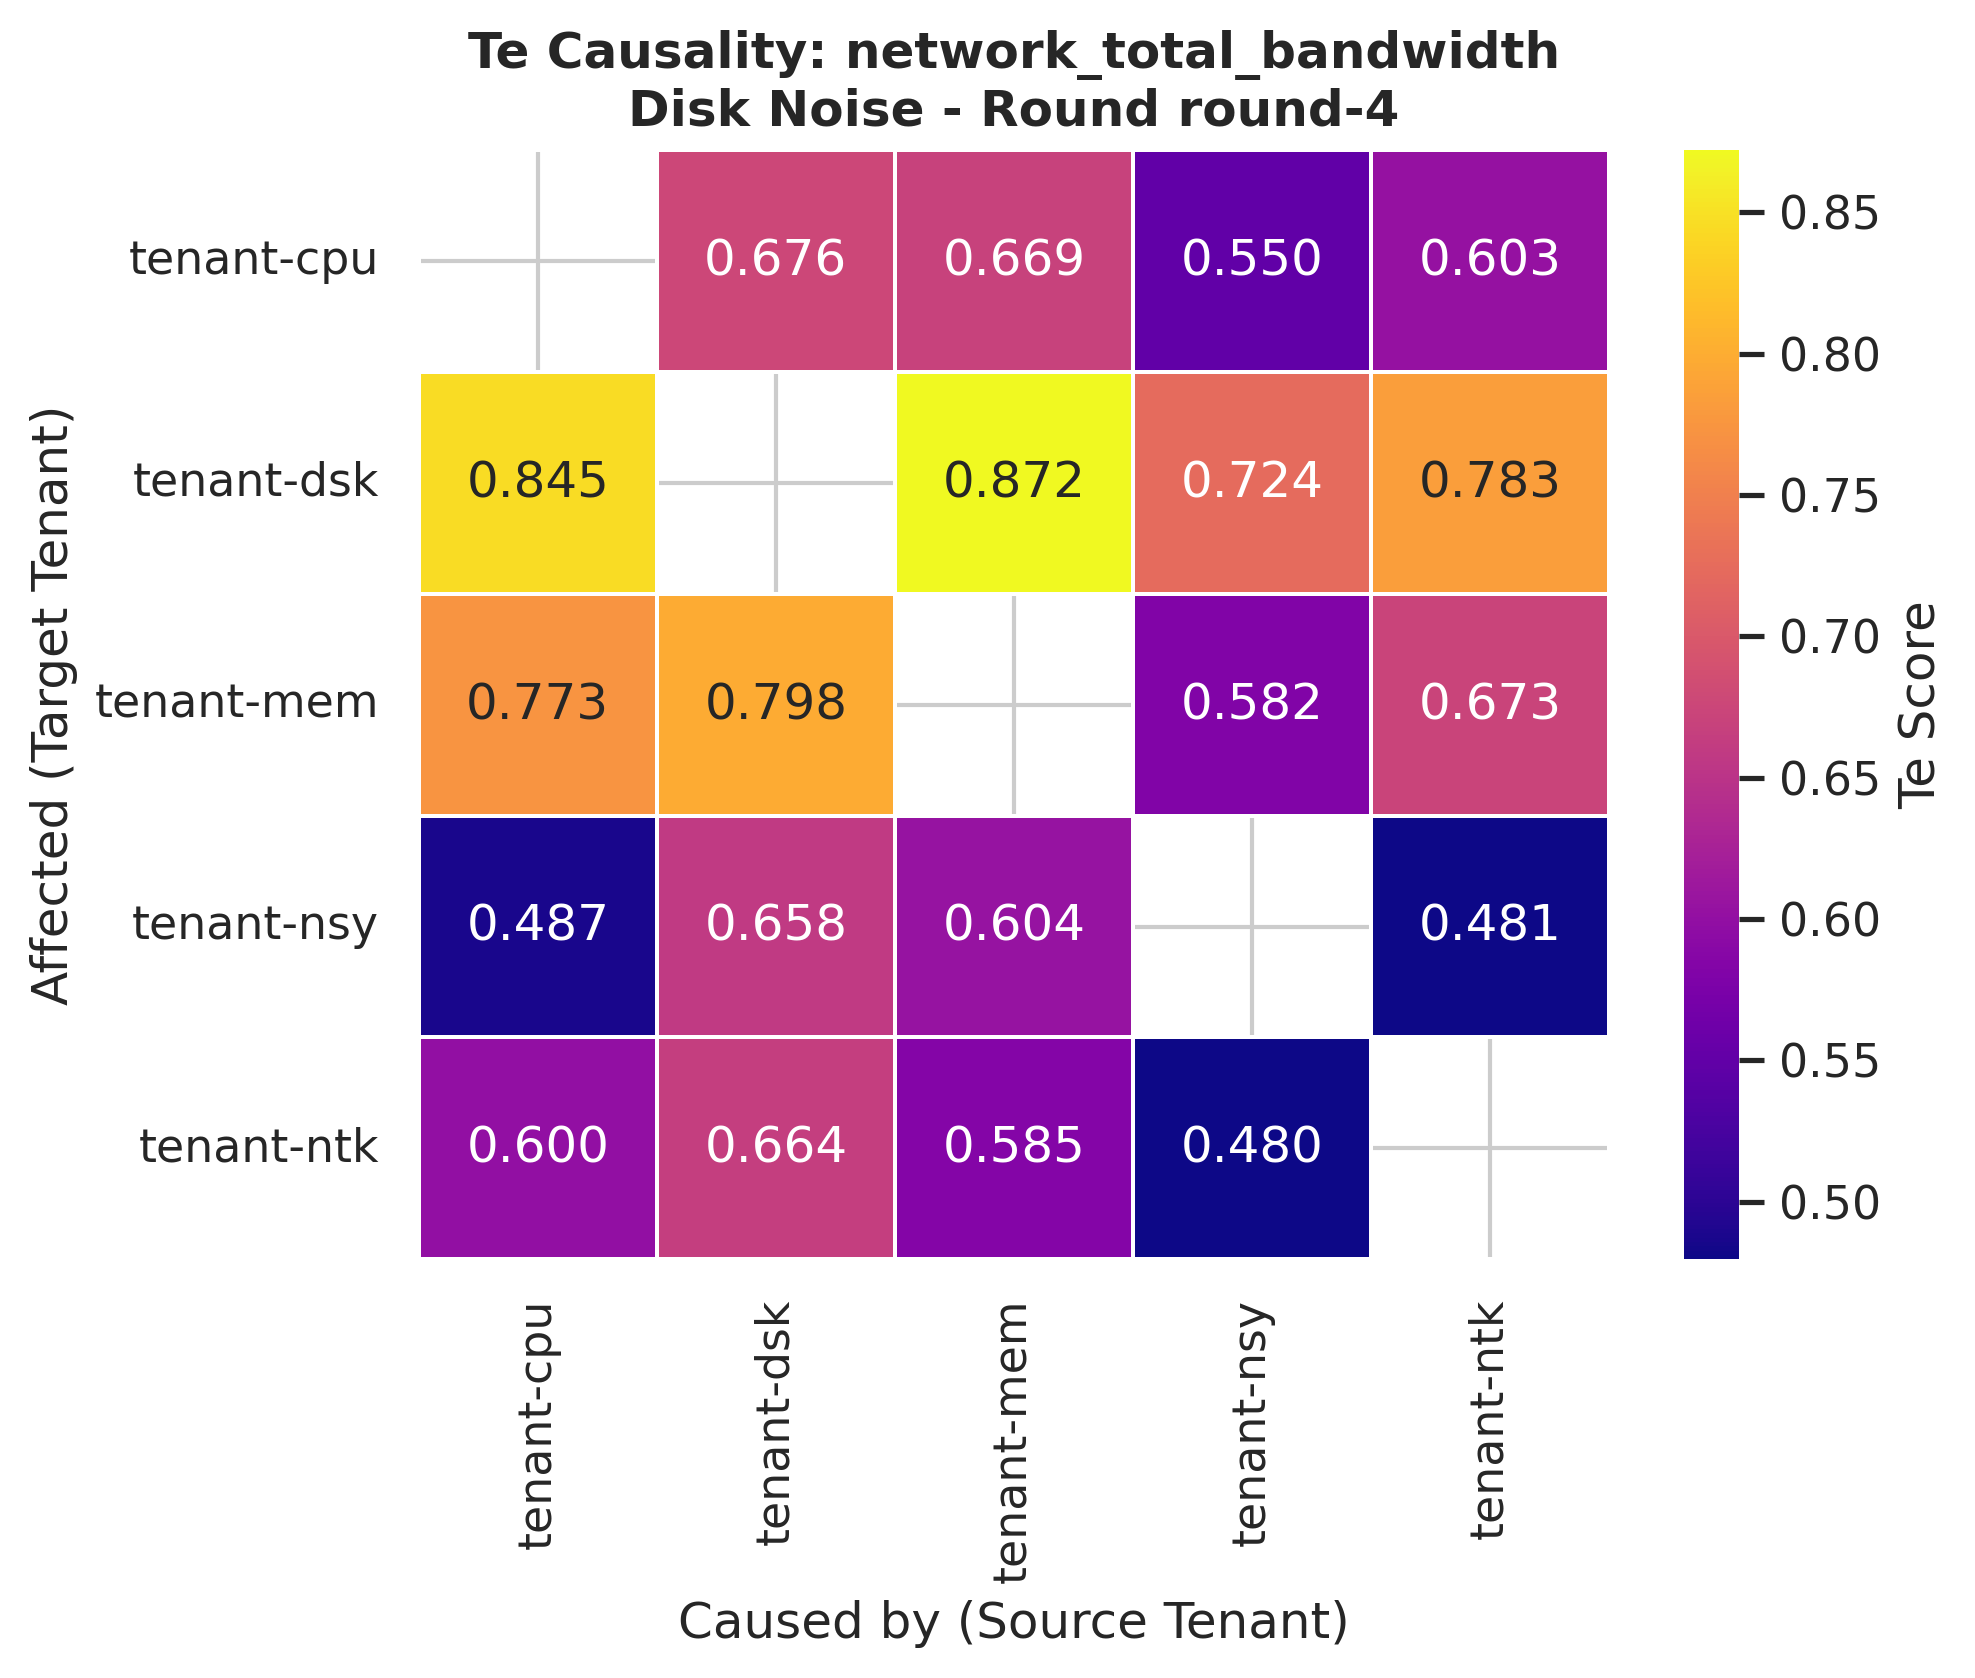 Te Causality: network_total_bandwidth
Disk Noise - Round round-4
Affected (Target Tenant)
tenant-cpu 0.676 0.669 0.550 0.603
tenant-dsk 0.845 0.872 0.724 0.783
tenant-mem 0.773 0.798 0.582 0.673
tenant-nsy 0.487 0.658 0.604 0.481
tenant-ntk 0.600 0.664 0.585 0.480
tenant-cpu
tenant-dsk
tenant-mem
tenant-nsy
tenant-ntk
Caused by (Source Tenant)
0.85
0.80
0.75
0.70
0.65
0.60
0.55
0.50
Te Score